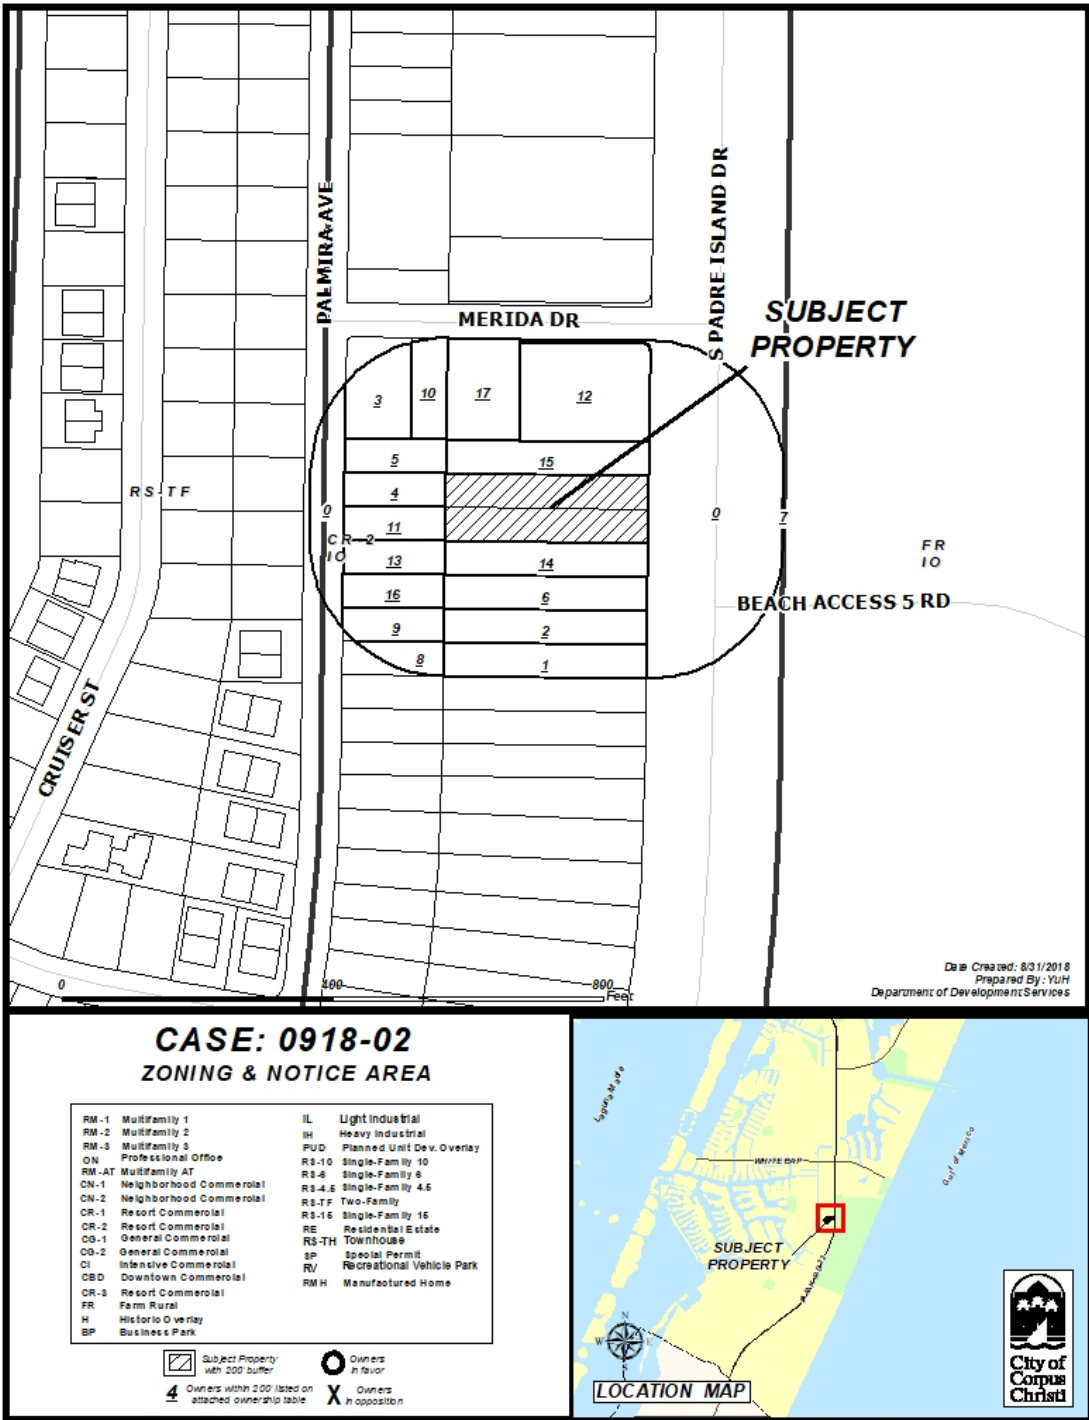 PALMIRA AVE
S PADRE ISLAND DR
MERIDA DR
SUBJECT
PROPERTY
3
10
17
12
5
15
4
RS-TF
0
11
CR-2
IO
0
7
13
14
FR
IO
16
6
BEACH ACCESS 5 RD
9
2
8
1
CRUISER ST
0
400
800
Feet
Date Created: 8/31/2018
Prepared By: YuH
Department of Development Services
CASE: 0918-02
ZONING & NOTICE AREA
RM-1 Multifamily 1
RM-2 Multifamily 2
RM-3 Multifamily 3
ON Professional Office
RM-AT Multifamily AT
CN-1 Neighborhood Commercial
CN-2 Neighborhood Commercial
CR-1 Resort Commercial
CR-2 Resort Commercial
CG-1 General Commercial
CG-2 General Commercial
CI Intensive Commercial
CBD Downtown Commercial
CR-3 Resort Commercial
FR Farm Rural
H Historic Overlay
BP Business Park
IL Light Industrial
IH Heavy Industrial
PUD Planned Unit Dev. Overlay
RS-10 Single-Family 10
RS-6 Single-Family 6
RS-4.5 Single-Family 4.5
RS-TF Two-Family
RS-15 Single-Family 15
RE Residential Estate
RS-TH Townhouse
SP Special Permit
RV Recreational Vehicle Park
RMH Manufactured Home
Subject Property
with 200' buffer
O Owners
in favor
4 Owners within 200' listed on
attached ownership table
X Owners
in opposition
Laguna Madre
Gulf of Mexico
SUBJECT
PROPERTY
N
W E
S
LOCATION MAP
City of
Corpus
Christi